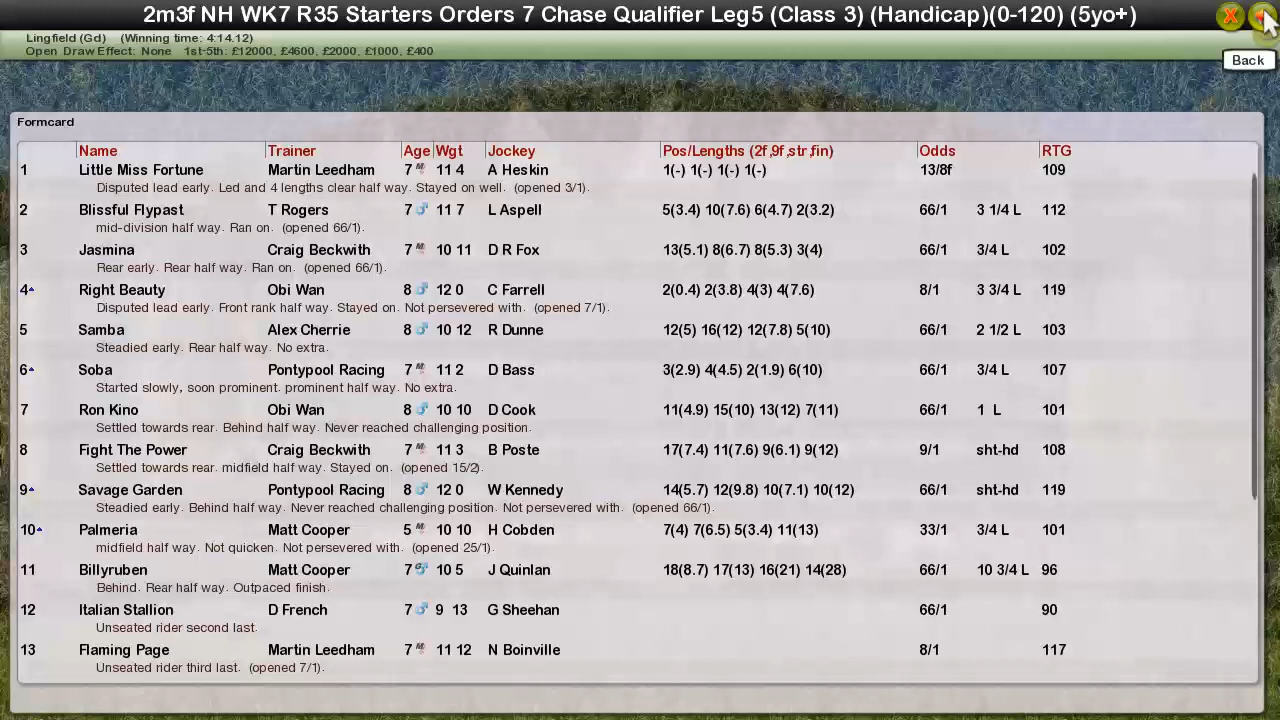 2m3f NH WK7 R35 Starters Orders 7 Chase Qualifier Leg5 (Class 3) (Handicap)(0-120) (5yo+)
Lingfield (Gd) (Winning time: 4:14.12)
Open Draw Effect: None 1st-5th: £12000, £4600, £2000, £1000, £400
Back
Formcard
Name Trainer Age Wgt Jockey Pos/Lengths (2f,9f,str,fin) Odds RTG
1 Little Miss Fortune Martin Leedham 7 11 4 A Heskin 1(-) 1(-) 1(-) 1(-) 13/8f 109
Disputed lead early. Led and 4 lengths clear half way. Stayed on well. (opened 3/1).
2 Blissful Flypast T Rogers 7 11 7 L Aspell 5(3.4) 10(7.6) 6(4.7) 2(3.2) 66/1 3 1/4 L 112
mid-division half way. Ran on. (opened 66/1).
3 Jasmina Craig Beckwith 7 10 11 D R Fox 13(5.1) 8(6.7) 8(5.3) 3(4) 66/1 3/4 L 102
Rear early. Rear half way. Ran on. (opened 66/1).
4 Right Beauty Obi Wan 8 12 0 C Farrell 2(0.4) 2(3.8) 4(3) 4(7.6) 8/1 3 3/4 L 119
Disputed lead early. Front rank half way. Stayed on. Not persevered with. (opened 7/1).
5 Samba Alex Cherrie 8 10 12 R Dunne 12(5) 16(12) 12(7.8) 5(10) 66/1 2 1/2 L 103
Steadied early. Rear half way. No extra.
6 Soba Pontypool Racing 7 11 2 D Bass 3(2.9) 4(4.5) 2(1.9) 6(10) 66/1 3/4 L 107
Started slowly, soon prominent. prominent half way. No extra.
7 Ron Kino Obi Wan 8 10 10 D Cook 11(4.9) 15(10) 13(12) 7(11) 66/1 1 L 101
Settled towards rear. Behind half way. Never reached challenging position.
8 Fight The Power Craig Beckwith 7 11 3 B Poste 17(7.4) 11(7.6) 9(6.1) 9(12) 9/1 sht-hd 108
Settled towards rear. midfield half way. Stayed on. (opened 15/2).
9 Savage Garden Pontypool Racing 8 12 0 W Kennedy 14(5.7) 12(9.8) 10(7.1) 10(12) 66/1 sht-hd 119
Steadied early. Behind half way. Never reached challenging position. Not persevered with. (opened 66/1).
10 Palmeria Matt Cooper 5 10 10 H Cobden 7(4) 7(6.5) 5(3.4) 11(13) 33/1 3/4 L 101
midfield half way. Not quicken. Not persevered with. (opened 25/1).
11 Billyruben Matt Cooper 7 10 5 J Quinlan 18(8.7) 17(13) 16(21) 14(28) 66/1 10 3/4 L 96
Behind. Rear half way. Outpaced finish.
12 Italian Stallion D French 7 9 13 G Sheehan 66/1 90
Unseated rider second last.
13 Flaming Page Martin Leedham 7 11 12 N Boinville 8/1 117
Unseated rider third last. (opened 7/1).